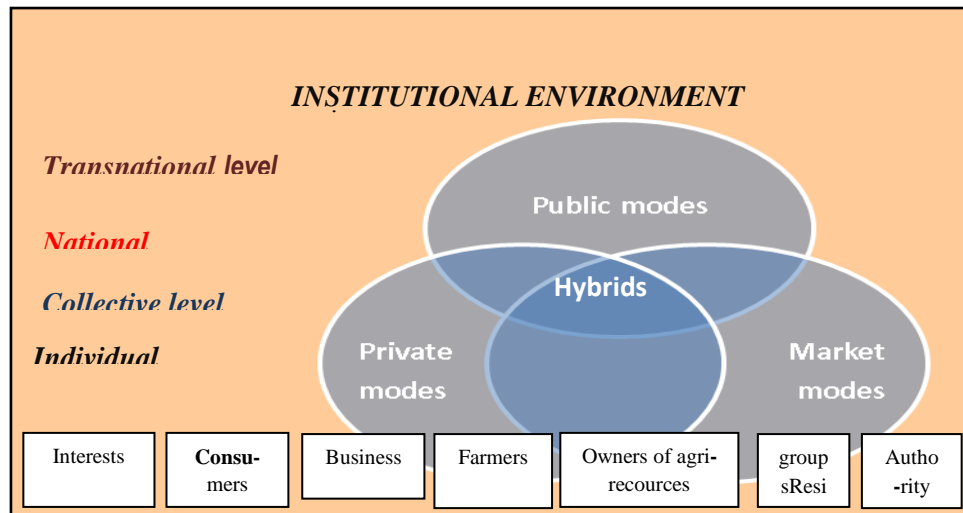 INSTITUTIONAL ENVIRONMENT
Transnational level
National
Collective level
Individual
Public modes
Hybrids
Private
modes
Market
modes
Interests
Consu-
mers
Business
Farmers
Owners of agri-
recources
group
sResi
Autho
-rity